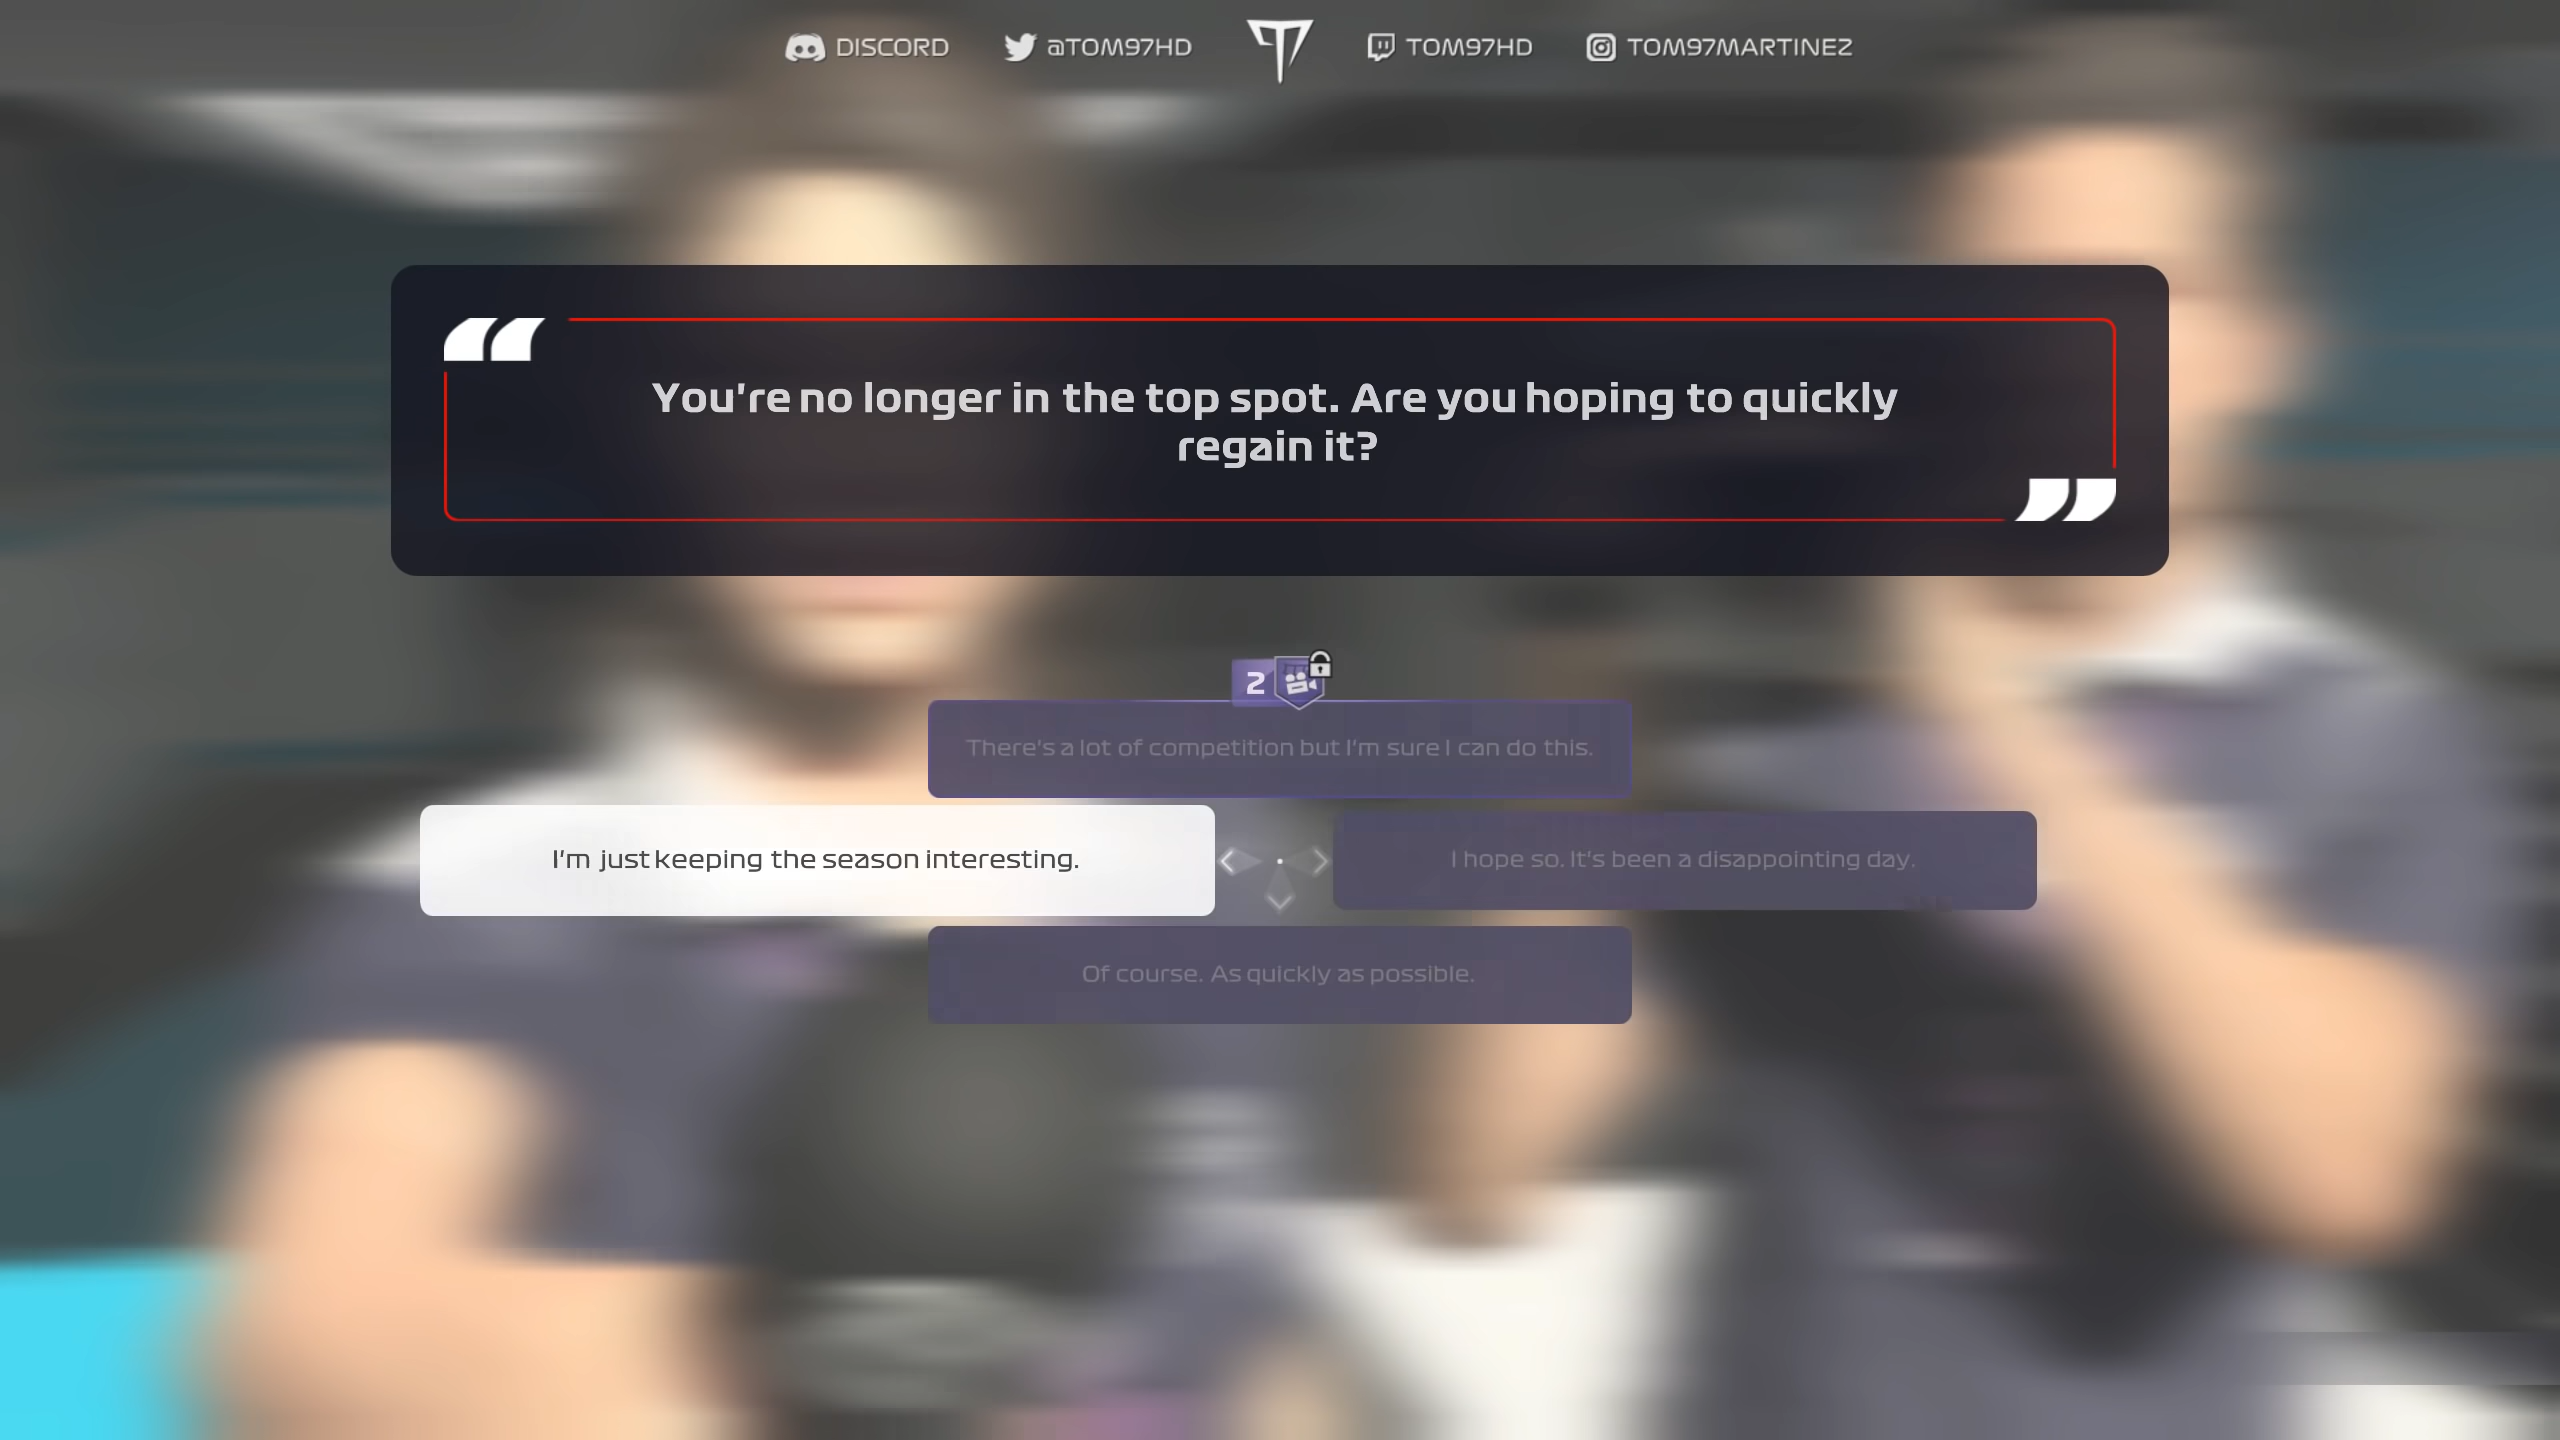 DISCORD @TOM97HD TOM97HD TOM97MARTINEZ
You're no longer in the top spot. Are you hoping to quickly
regain it?
2
There's a lot of competition but I'm sure I can do this.
I'm just keeping the season interesting.
I hope so. It's been a disappointing day.
Of course. As quickly as possible.